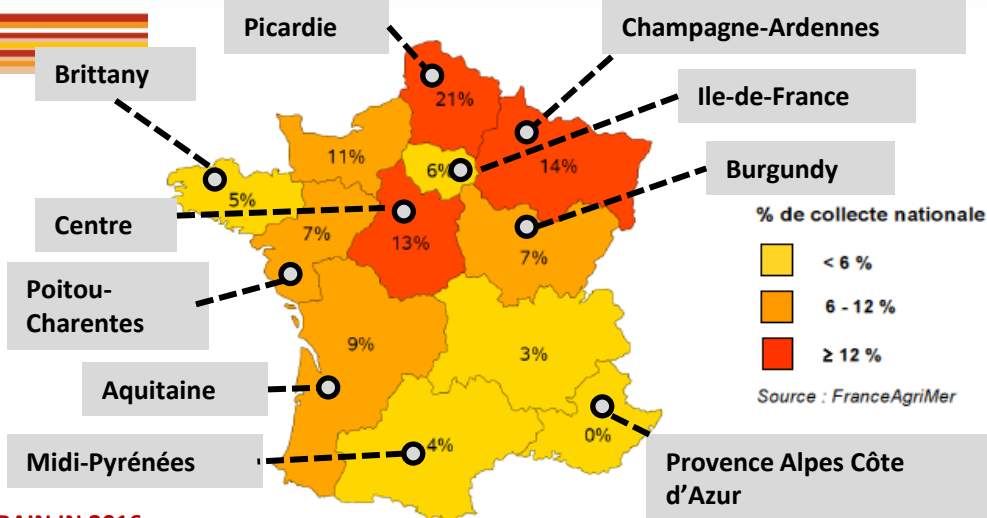 Picardie
Champagne-Ardennes
Brittany
Ile-de-France
21%
11%
6%
14%
Burgundy
5%
% de collecte nationale
Centre
7%
13%
7%
< 6 %
Poitou-
Charentes
6 - 12 %
9%
3%
≥ 12 %
Aquitaine
Source : FranceAgriMer
4%
0%
Midi-Pyrénées
Provence Alpes Côte
d’Azur
IN 2016